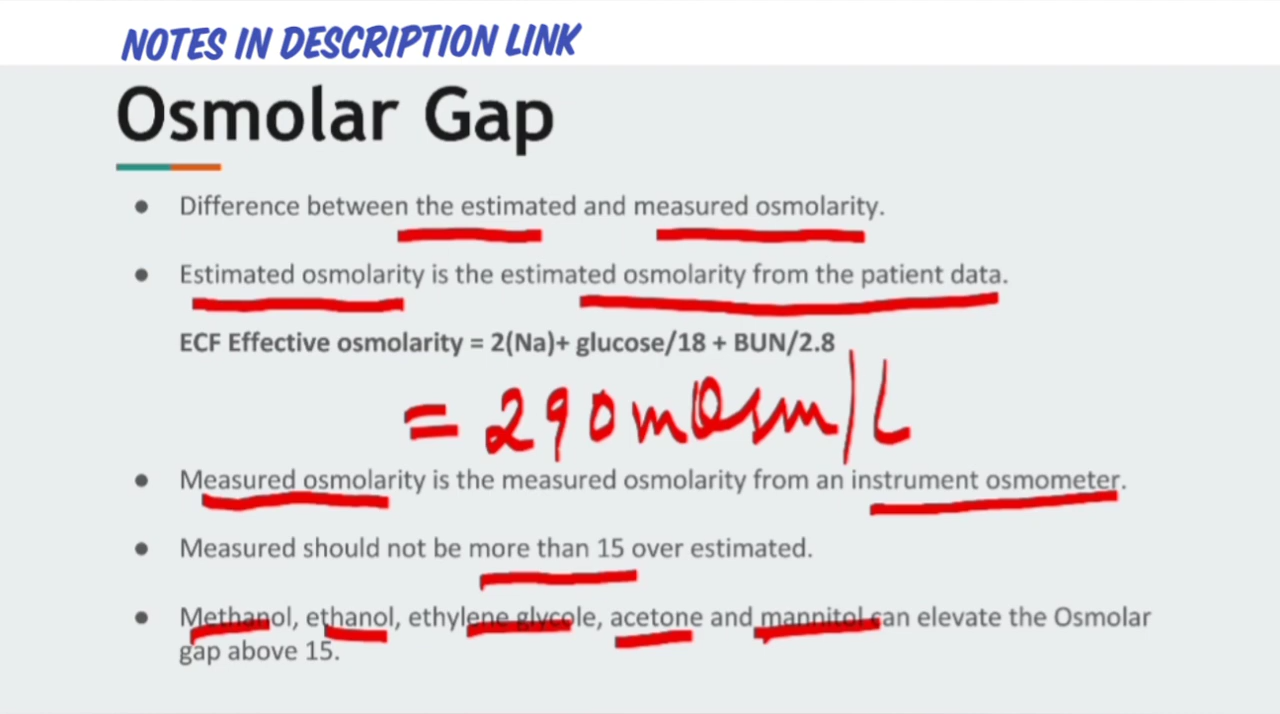 NOTES IN DESCRIPTION LINK
Osmolar Gap
● Difference between the estimated and measured osmolarity.
● Estimated osmolarity is the estimated osmolarity from the patient data.
ECF Effective osmolarity = 2(Na)+ glucose/18 + BUN/2.8
= 290 mOsm/L
● Measured osmolarity is the measured osmolarity from an instrument osmometer.
● Measured should not be more than 15 over estimated.
● Methanol, ethanol, ethylene glycole, acetone and mannitol can elevate the Osmolar
gap above 15.